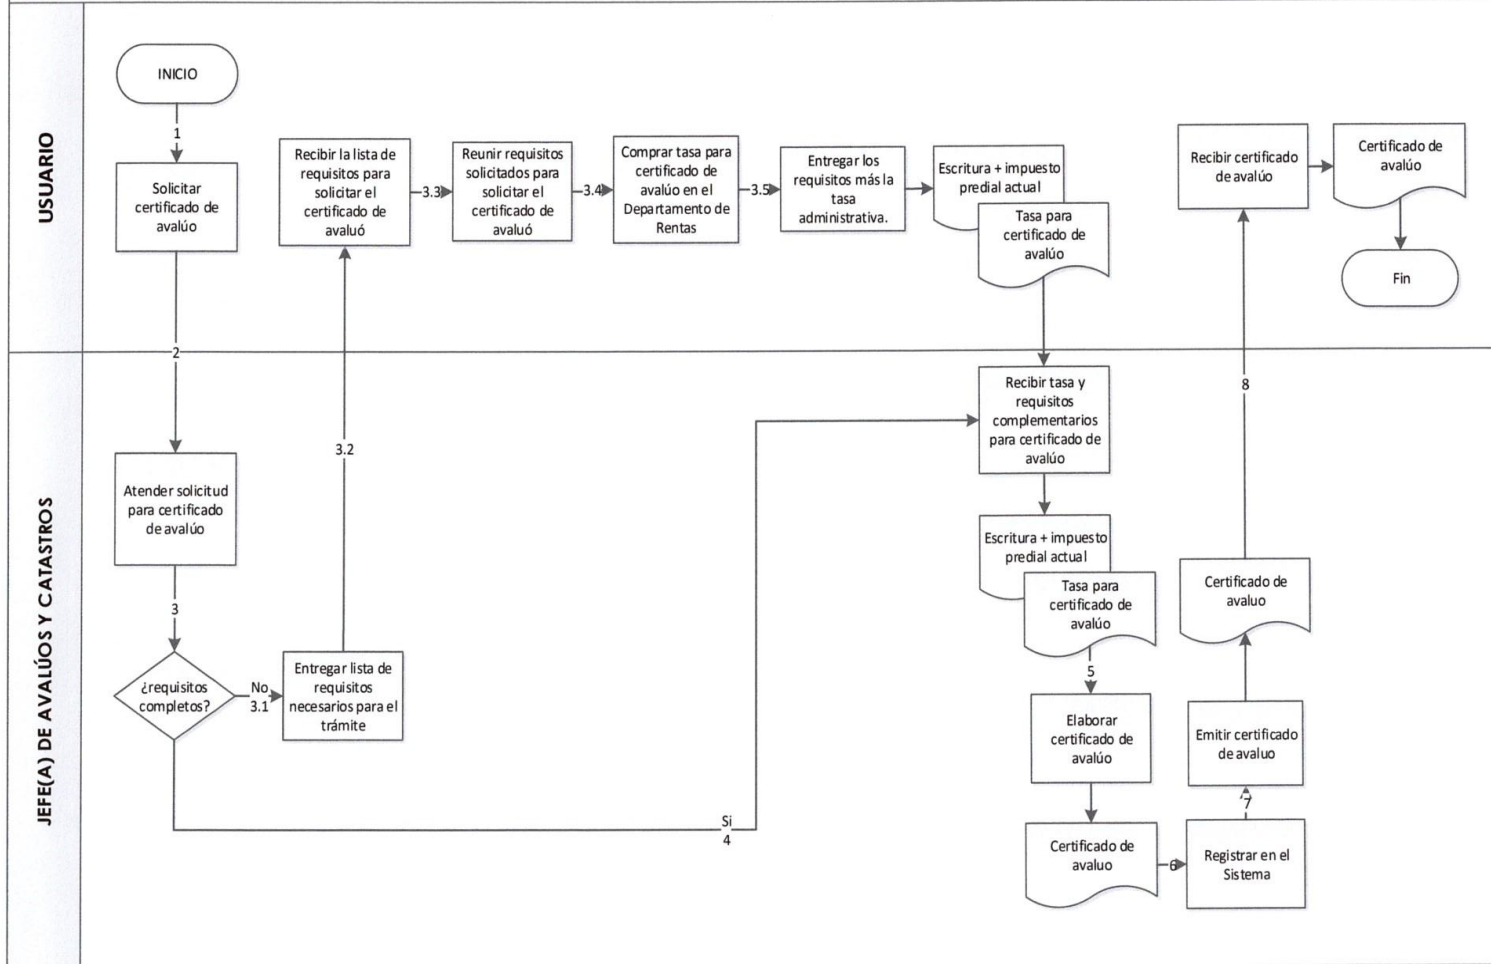 USUARIO
INICIO
1
Solicitar
certificado de
avalúo
2
Recibir la lista de
requisitos para
solicitar el
certificado de
avaluó
3.3
Reunir requisitos
solicitados para
solicitar el
certificado de
avaluó
3.4
Comprar tasa para
certificado de
avalúo en el
Departamento de
Rentas
3.5
Entregar los
requisitos más la
tasa
administrativa.
Escritura + impuesto
predial actual
Tasa para
certificado de
avalúo
Recibir certificado
de avalúo
Certificado de
avalúo
Fin
JEFE(A) DE AVALÚOS Y CATASTROS
Atender solicitud
para certificado
de avalúo
3
¿requisitos
completos?
No
3.1
Entregar lista de
requisitos
necesarios para el
trámite
3.2
Si
4
Recibir tasa y
requisitos
complementarios
para certificado de
avalúo
Escritura + impuesto
predial actual
Tasa para
certificado de
avalúo
5
Elaborar
certificado de
avalúo
Certificado de
avaluo
6
Registrar en el
Sistema
7
Emitir certificado
de avaluo
Certificado de
avaluo
8